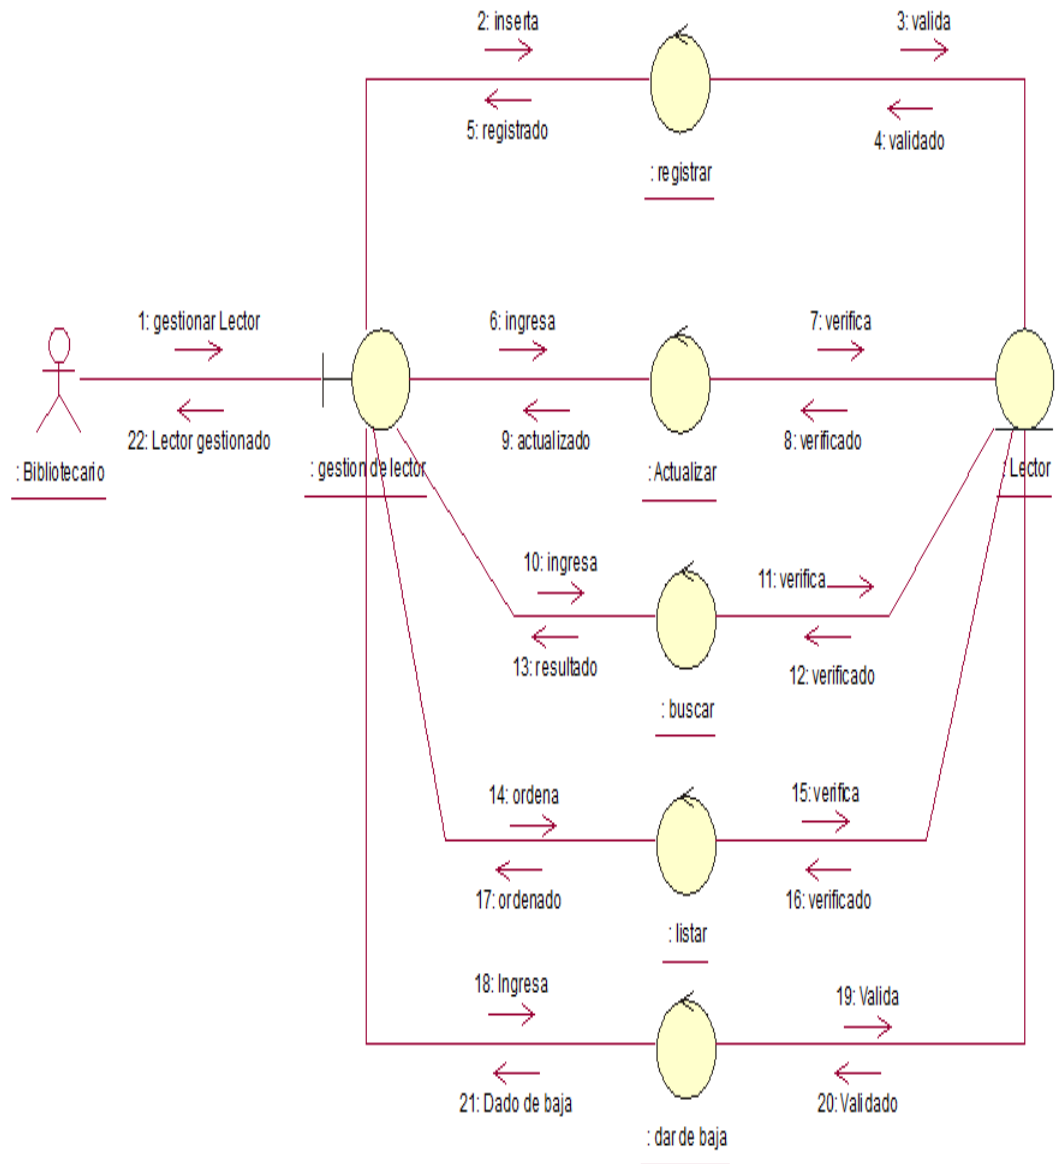 2: inserta
3: valida
5: registrado
4: validado
: registrar
1: gestionar Lector
6: ingresa
7: verifica
22: Lector gestionado
9: actualizado
8: verificado
: Bibliotecario
: gestion de lector
: Actualizar
: Lector
10: ingresa
11: verifica
13: resultado
12: verificado
: buscar
14: ordena
15: verifica
17: ordenado
16: verificado
: listar
18: Ingresa
19: Valida
21: Dado de baja
20: Validado
: dar de baja